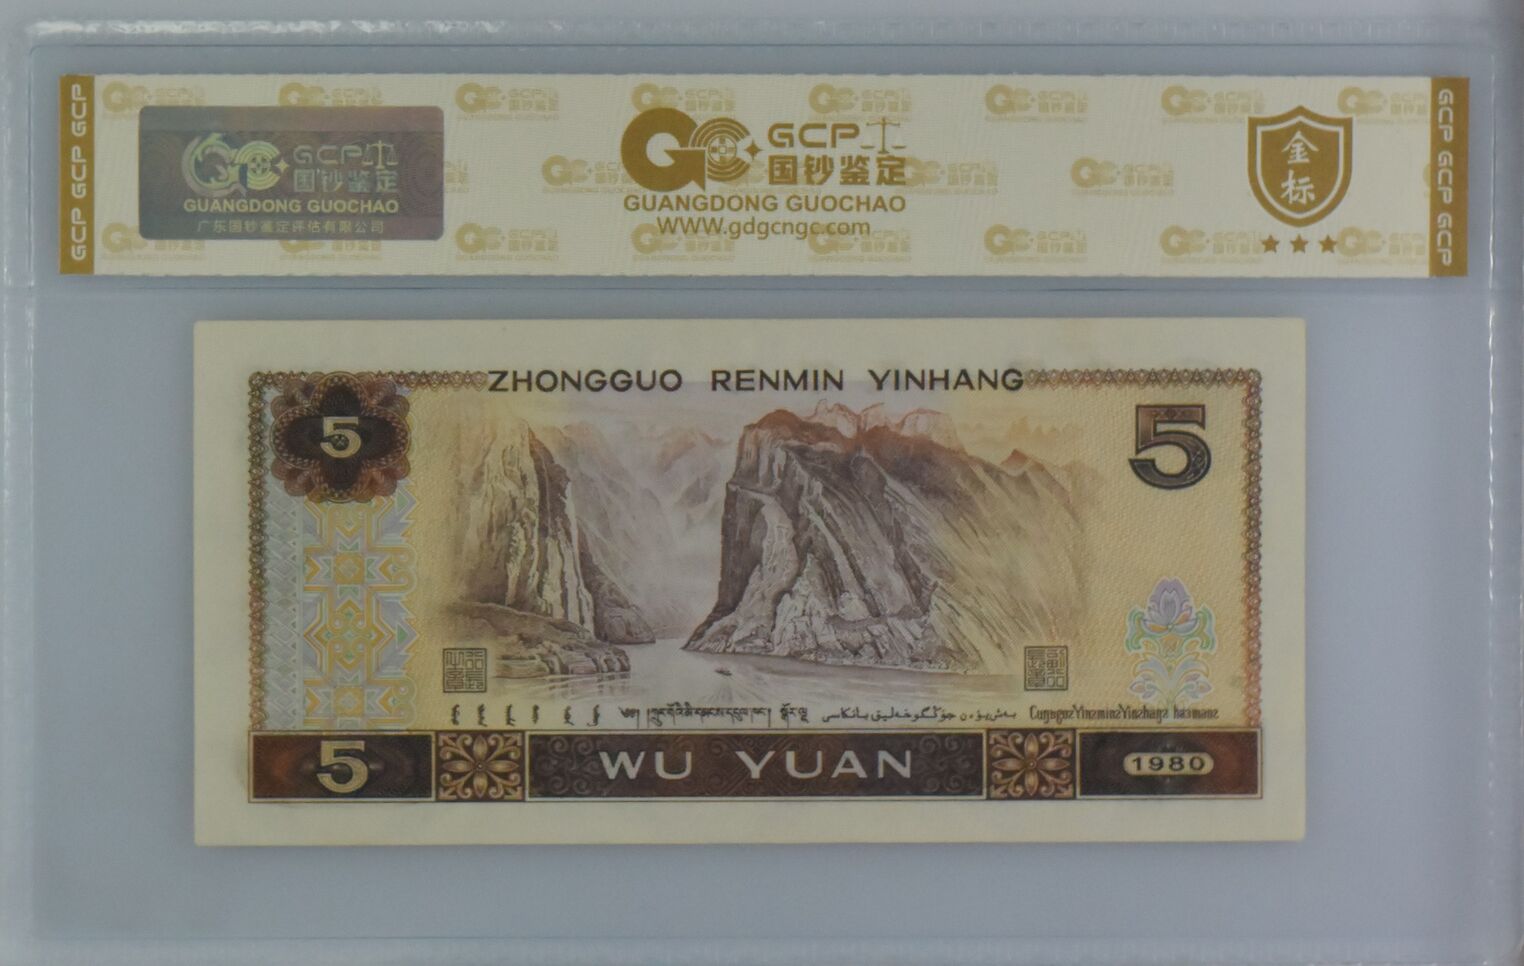 GCP GCP GCP
GCP
国钞鉴定
GUANGDONG GUOCHAO
广东国钞鉴定评估有限公司
GCP
国钞鉴定
GUANGDONG GUOCHAO
WWW.gdgcngc.com
金标
GCP GCP GCP
ZHONGGUO RENMIN YINHANG
5
5
5
WU YUAN
1980